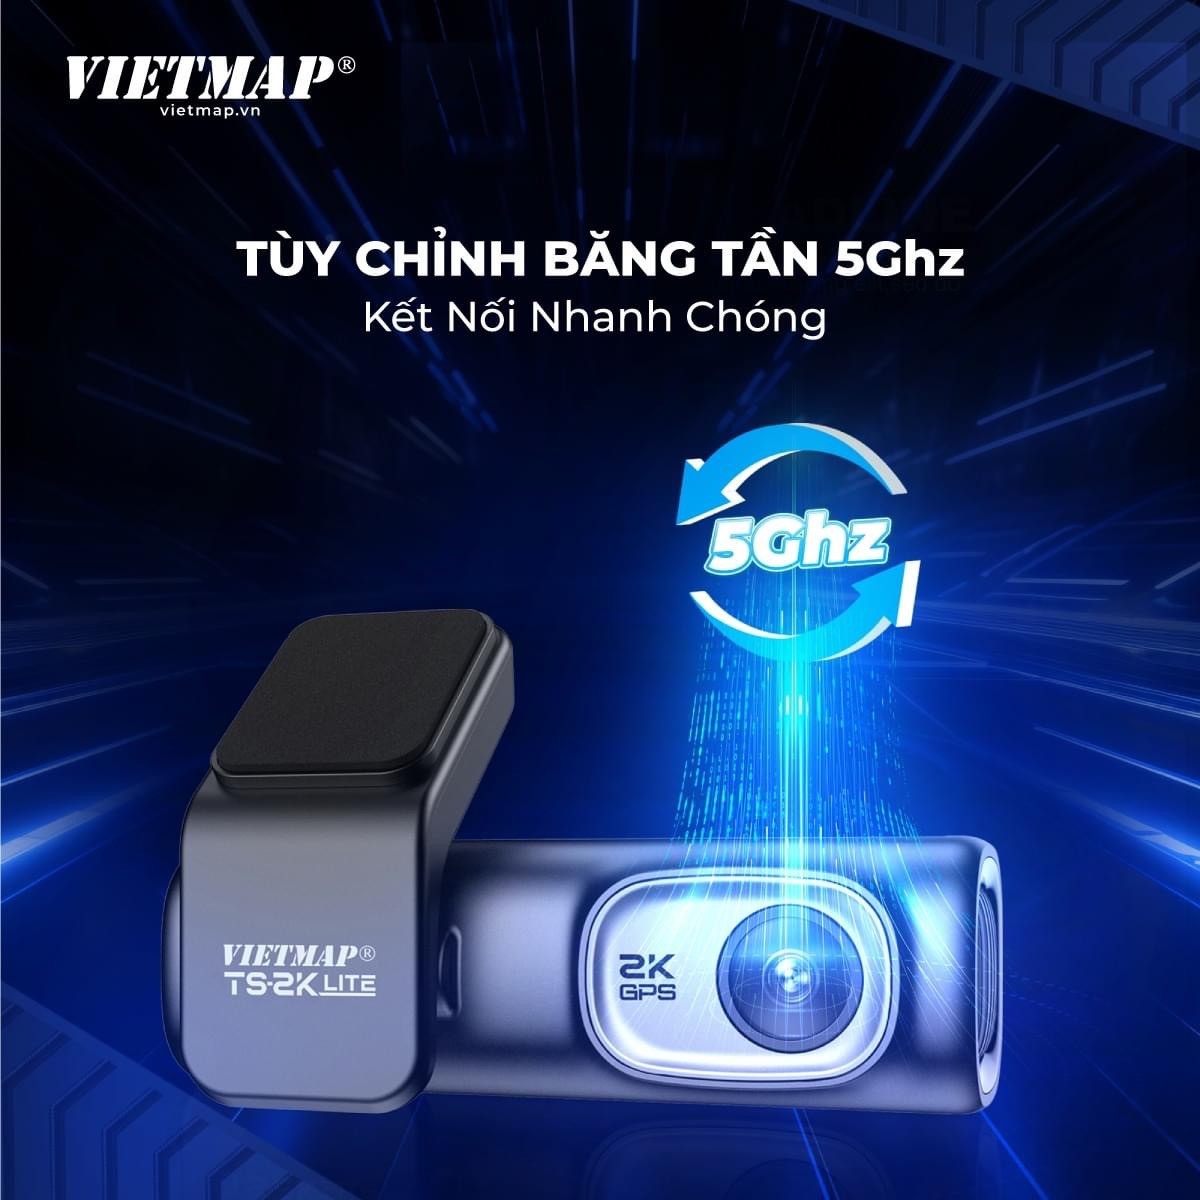 VIETMAP®
vietmap.vn
TÙY CHỈNH BĂNG TẦN 5Ghz
Kết Nối Nhanh Chóng
5Ghz
VIETMAP®
TS-2K LITE
2K
GPS